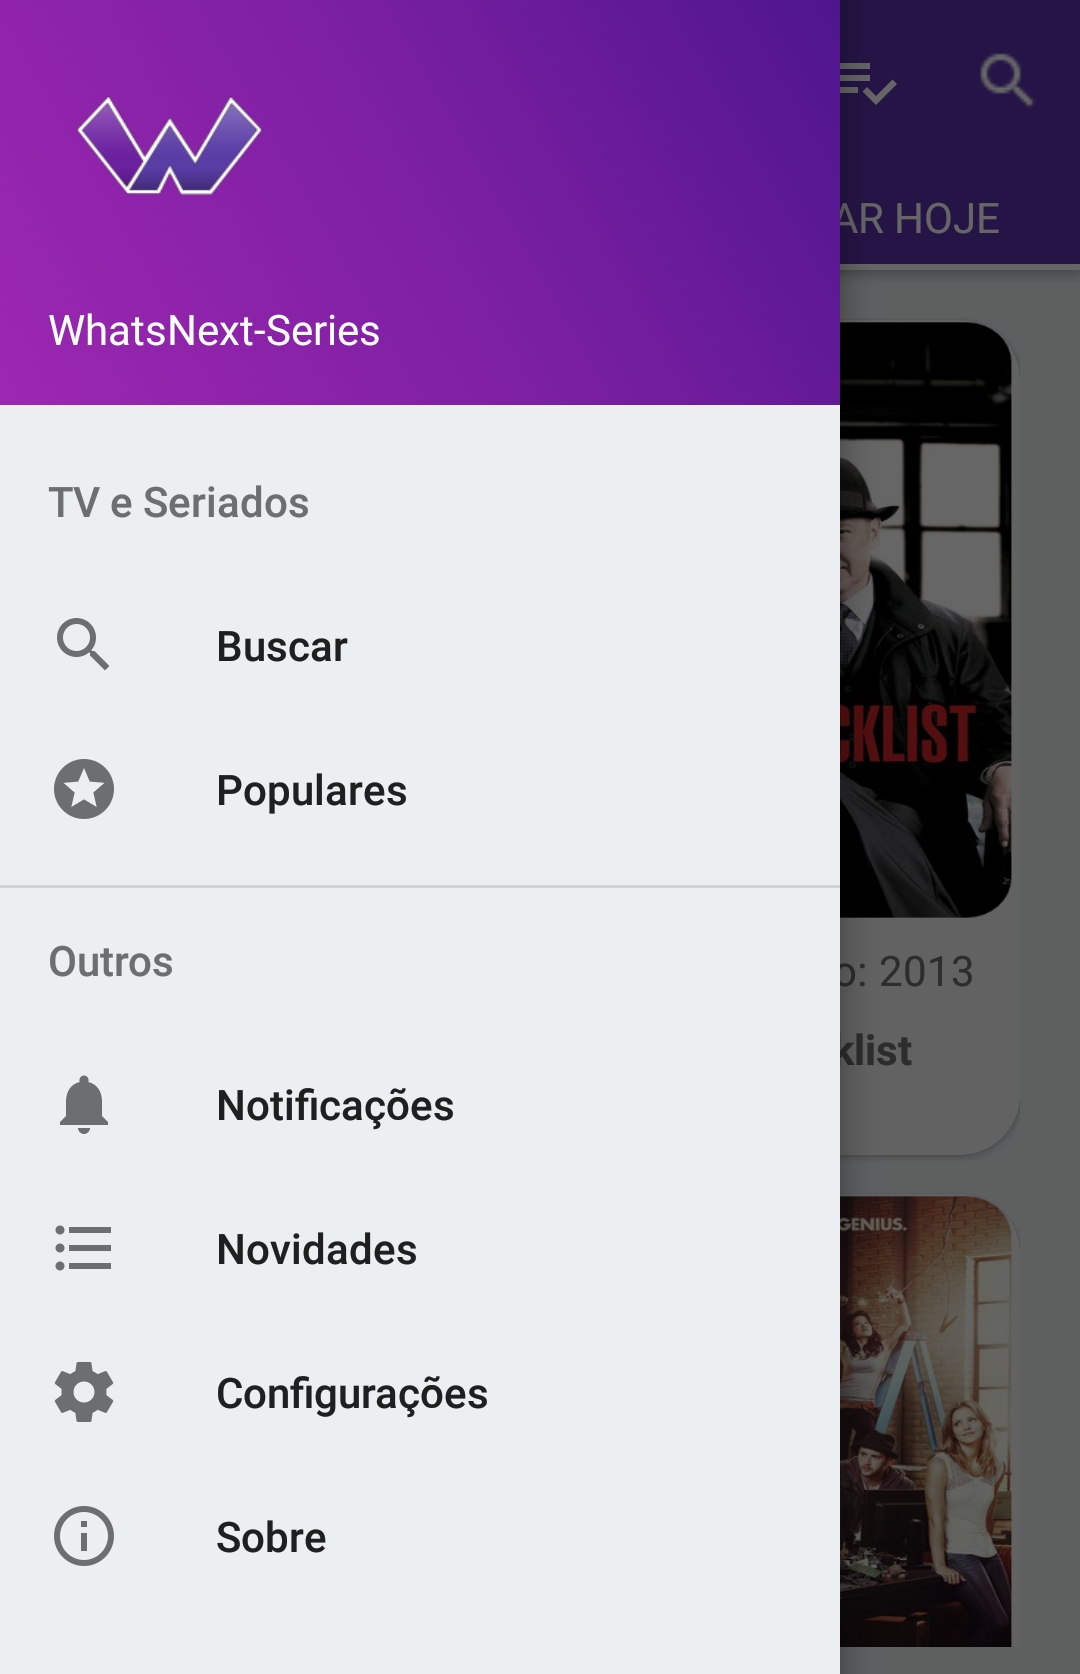 WhatsNext-Series
AR HOJE
TV e Seriados
Buscar
Populares
Outros
Notificações
Novidades
Configurações
Sobre
CKLIST
o: 2013
klist
GENIUS.